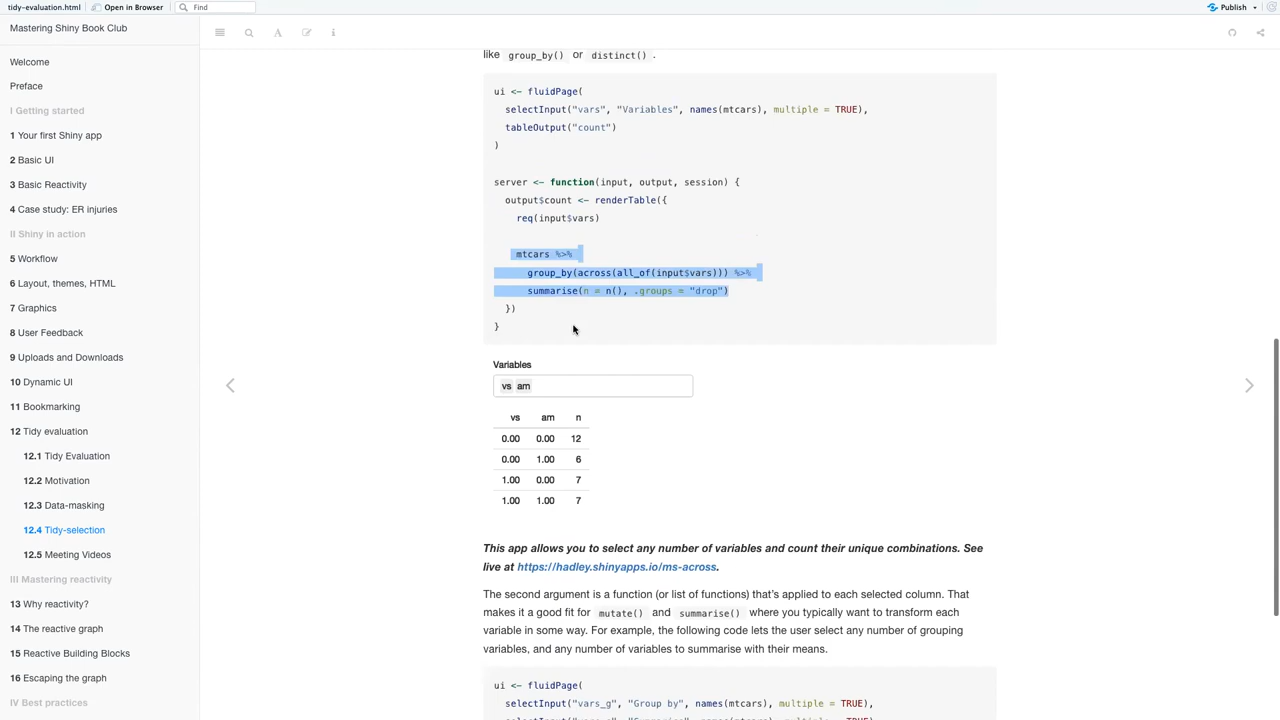 tidy-evaluation.html
Open in Browser
Find
Publish
Mastering Shiny Book Club
Welcome
Preface
I Getting started
1 Your first Shiny app
2 Basic UI
3 Basic Reactivity
4 Case study: ER injuries
II Shiny in action
5 Workflow
6 Layout, themes, HTML
7 Graphics
8 User Feedback
9 Uploads and Downloads
10 Dynamic UI
11 Bookmarking
12 Tidy evaluation
12.1 Tidy Evaluation
12.2 Motivation
12.3 Data-masking
12.4 Tidy-selection
12.5 Meeting Videos
III Mastering reactivity
13 Why reactivity?
14 The reactive graph
15 Reactive Building Blocks
16 Escaping the graph
IV Best practices
A
i
like group_by() or distinct() .
ui <- fluidPage(
selectInput("vars", "Variables", names(mtcars), multiple = TRUE),
tableOutput("count")
)
server <- function(input, output, session) {
output$count <- renderTable({
req(input$vars)
mtcars %>%
group_by(across(all_of(input$vars))) %>%
summarise(n = n(), .groups = "drop")
})
}
Variables
vs am
vs am n
0.00 0.00 12
0.00 1.00 6
1.00 0.00 7
1.00 1.00 7
This app allows you to select any number of variables and count their unique combinations. See
live at https://hadley.shinyapps.io/ms-across.
The second argument is a function (or list of functions) that's applied to each selected column. That
makes it a good fit for mutate() and summarise() where you typically want to transform each
variable in some way. For example, the following code lets the user select any number of grouping
variables, and any number of variables to summarise with their means.
ui <- fluidPage(
selectInput("vars_g", "Group by", names(mtcars), multiple = TRUE),